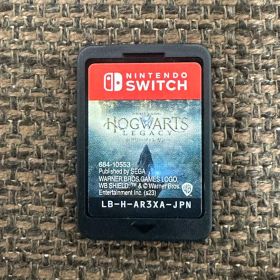 NINTENDO
SWITCH
HOGWARTS
LEGACY
684-10553
Published by SEGA
WARNER BROS. GAMES LOGO,
WB SHIELD: ™ & © Warner Bros.
Entertainment Inc. (s23)
LB-H-AR3XA-JPN